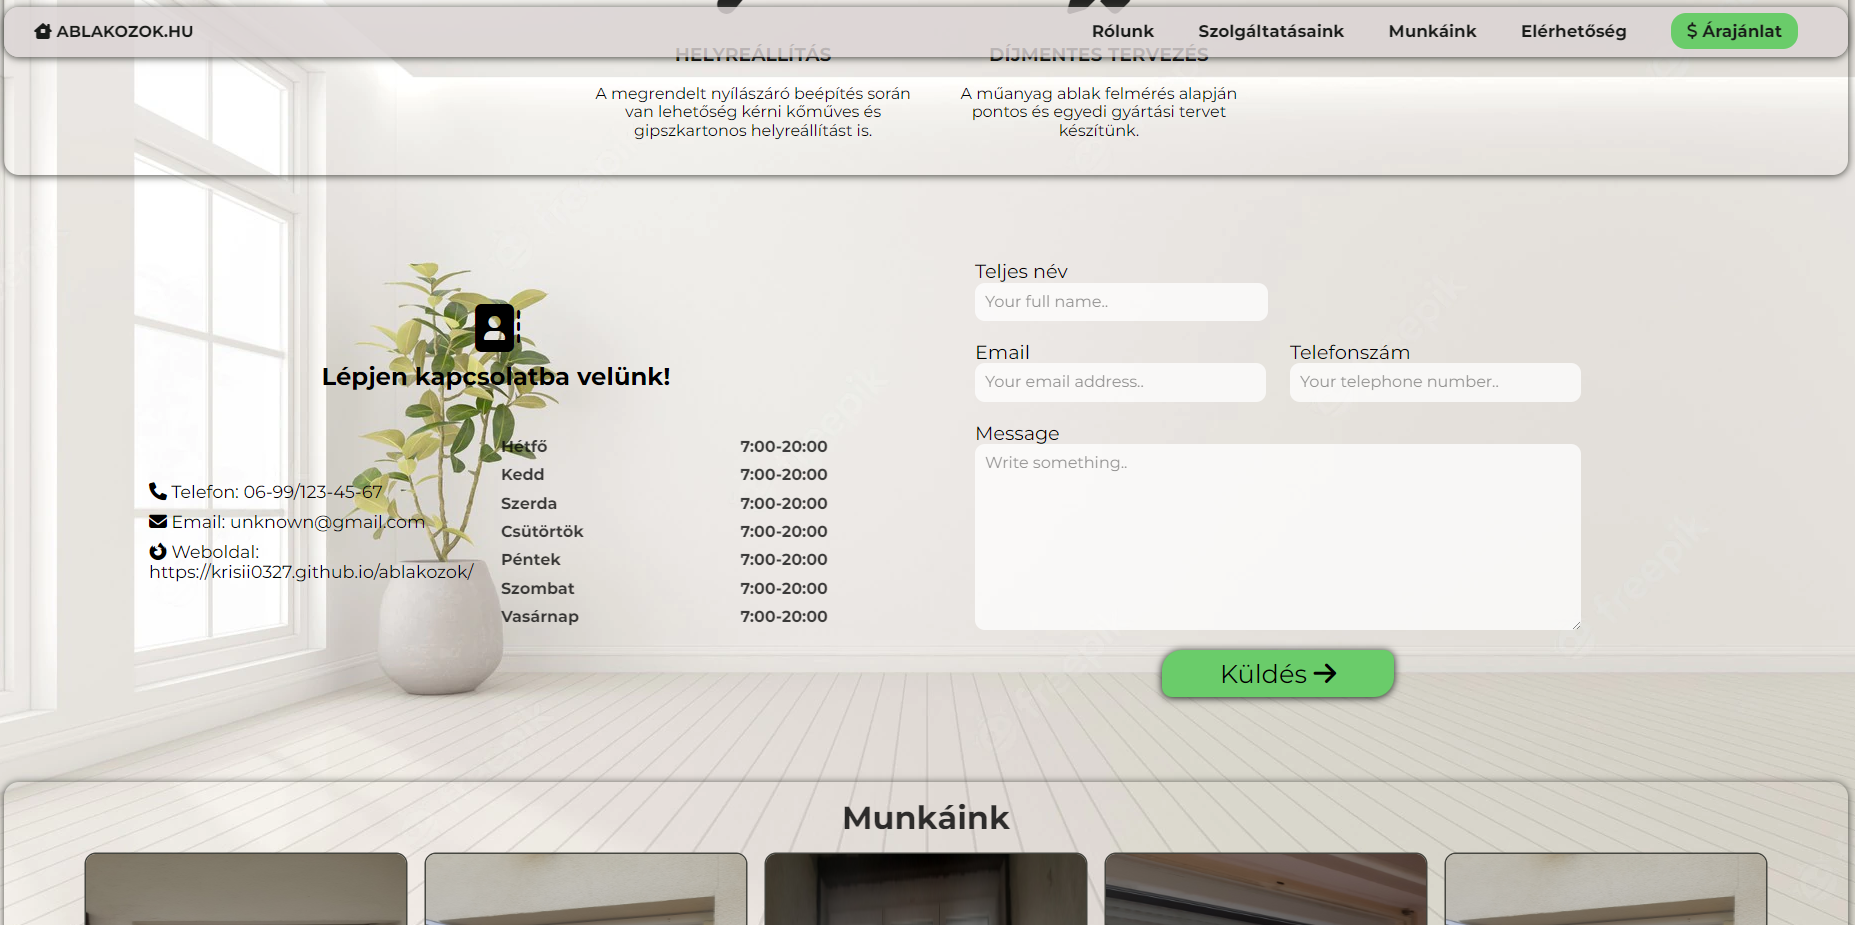 ABLAKOZOK.HU
Rólunk
Szolgáltatásaink
Munkáink
Elérhetőség
$ Árajánlat
HELYREÁLLÍTÁS
DÍJMENTES TERVEZÉS
A megrendelt nyílászáró beépítés során
van lehetőség kérni kőműves és
gipszkartonos helyreállítást is.
A műanyag ablak felmérés alapján
pontos és egyedi gyártási tervet
készítünk.
Lépjen kapcsolatba velünk!
Telefon: 06-99/123-45-67
Email: unknown@gmail.com
Weboldal:
https://krisii0327.github.io/ablakozok/
Hétfő 7:00-20:00
Kedd 7:00-20:00
Szerda 7:00-20:00
Csütörtök 7:00-20:00
Péntek 7:00-20:00
Szombat 7:00-20:00
Vasárnap 7:00-20:00
Teljes név
Your full name..
Email
Your email address..
Telefonszám
Your telephone number..
Message
Write something..
Küldés
freepik
Munkáink